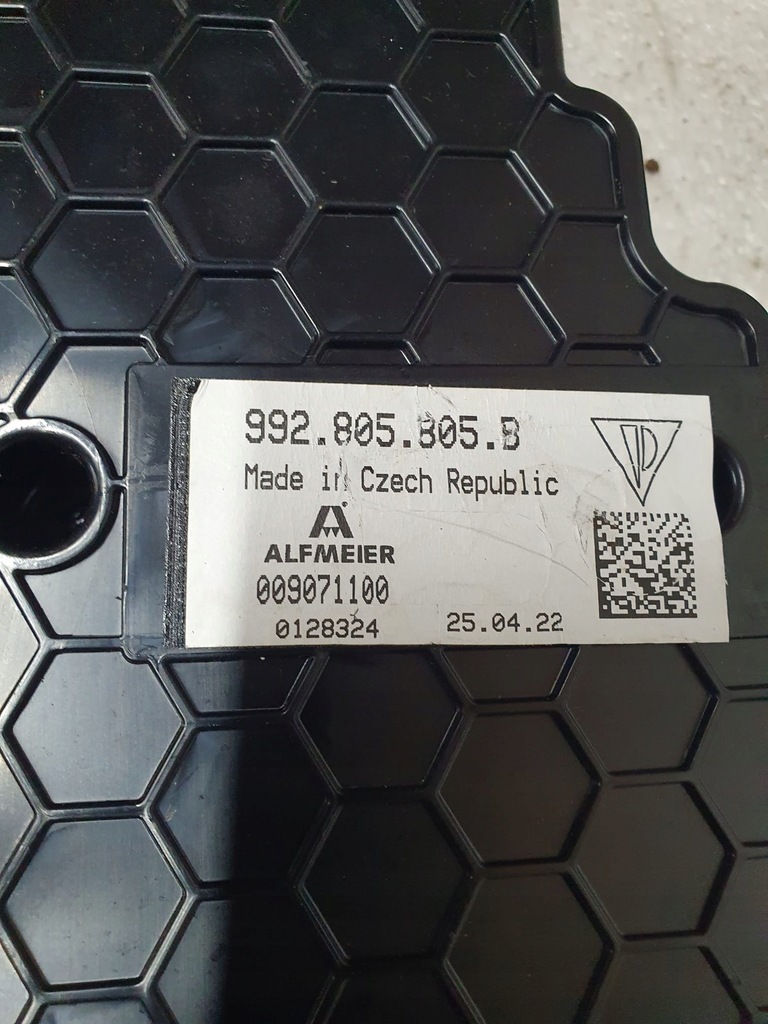 992.805.805.B
Made in Czech Republic
ALFMEIER
009071100
0128324
25.04.22